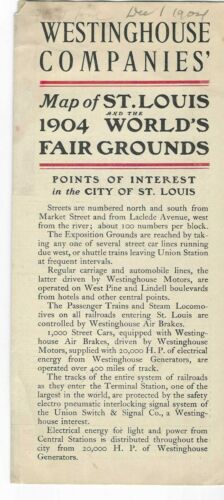 Dec 1 1904
WESTINGHOUSE
COMPANIES'
Map of ST. LOUIS
AND THE
1904 WORLD'S
FAIR GROUNDS
POINTS OF INTEREST
in the CITY OF ST. LOUIS
Streets are numbered north and south from
Market Street and from Laclede Avenue, west
from the river; about 100 numbers per block.
The Exposition Grounds are reached by tak-
ing any one of several street car lines running
due west, or shuttle trains leaving Union Station
at frequent intervals.
Regular carriage and automobile lines, the
latter driven by Westinghouse Motors, are
operated on West Pine and Lindell boulevards
from hotels and other central points.
The Passenger Trains and Steam Locomo-
tives on all railroads entering St. Louis are
controlled by Westinghouse Air Brakes.
1,000 Street Cars, equipped with Westing-
house Air Brakes, driven by Westinghouse
Motors, supplied with 20,000 H. P. of electrical
energy from Westinghouse Generators, are
operated over 400 miles of track.
The tracks of the entire system of railroads
as they enter the Terminal Station, one of the
largest in the world, are protected by the safety
electro pneumatic interlocking signal system of
the Union Switch & Signal Co., a Westing-
house interest.
Electrical energy for light and power from
Central Stations is distributed throughout the
city from 20,000 H. P. of Westinghouse
Generators.